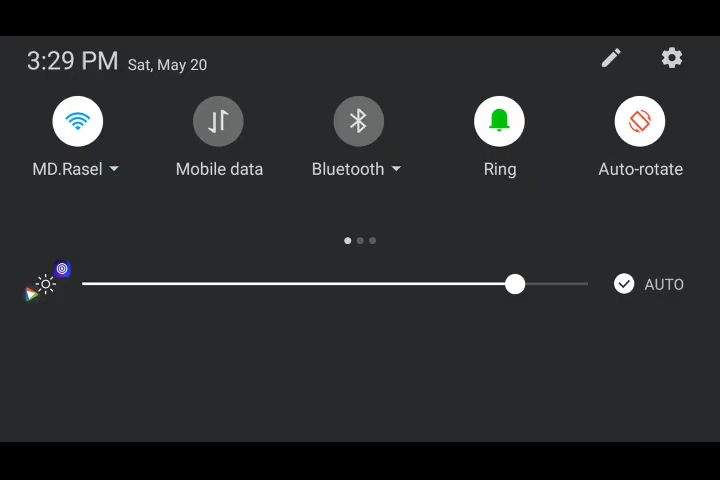 3:29 PM Sat, May 20
MD.Rasel Mobile data Bluetooth Ring Auto-rotate
AUTO